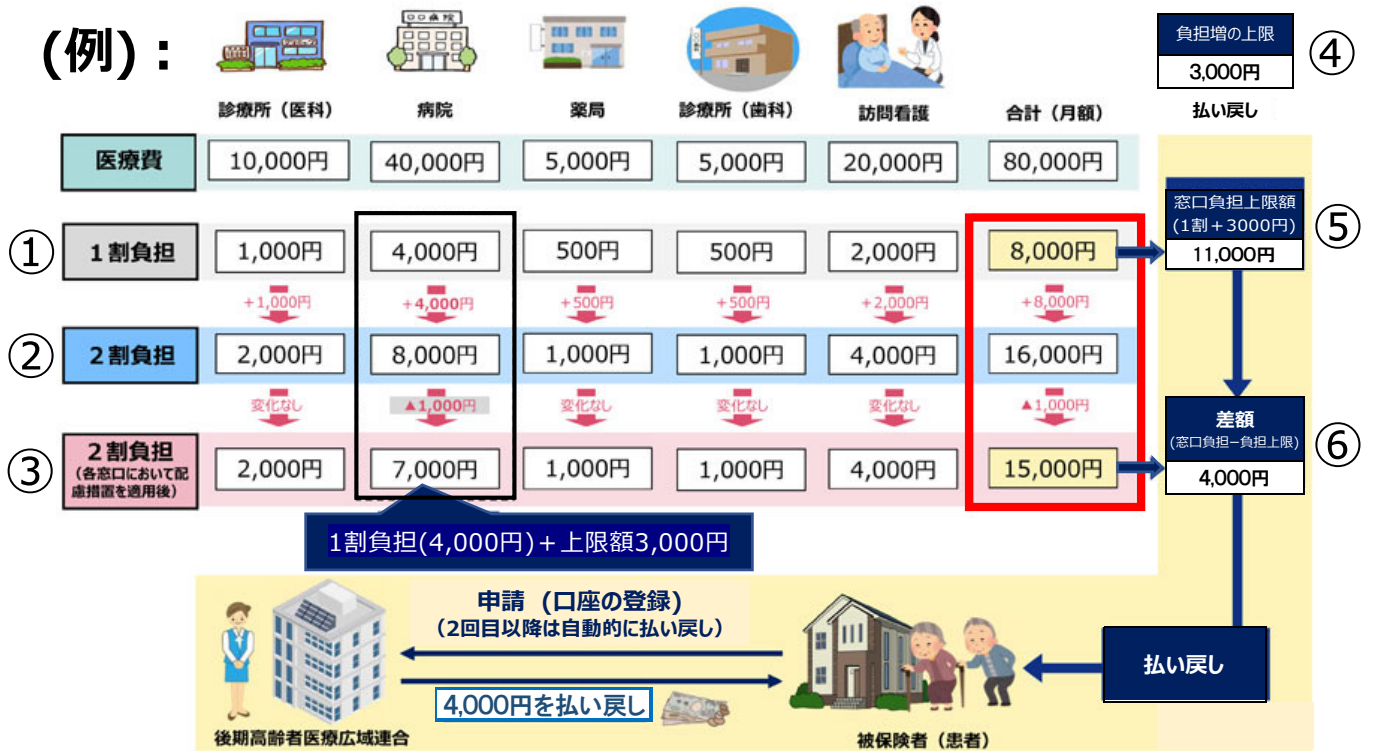 (例)：
口口病院
負担増の上限
④
3,000円
診療所（医科）
病院
薬局
診療所（歯科）
訪問看護
合計（月額）
払い戻し
医療費
10,000円
40,000円
5,000円
5,000円
20,000円
80,000円
窓口負担上限額
(1割＋3000円)
11,000円
⑤
①
1割負担
1,000円
4,000円
500円
500円
2,000円
8,000円
+1,000円
+4,000円
+500円
+500円
+2,000円
+8,000円
②
2割負担
2,000円
8,000円
1,000円
1,000円
4,000円
16,000円
変化なし
▲1,000円
変化なし
変化なし
変化なし
▲1,000円
差額
(窓口負担－負担上限)
4,000円
⑥
③
2割負担
（各窓口において配
慮措置を適用後）
2,000円
7,000円
1,000円
1,000円
4,000円
15,000円
1割負担(4,000円)＋上限額3,000円
申請 (口座の登録)
（2回目以降は自動的に払い戻し）
4,000円を払い戻し
払い戻し
後期高齢者医療広域連合
被保険者（患者）